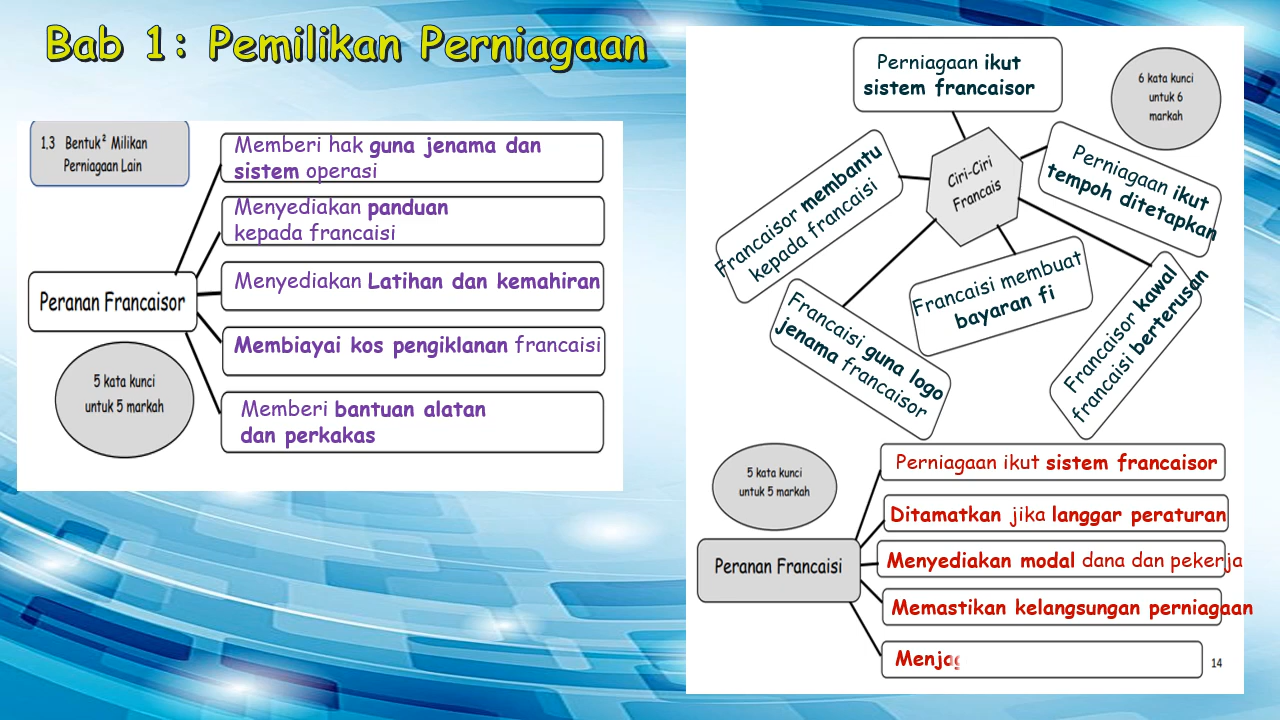 Bab 1: Pemilikan Perniagaan
1.3 Bentuk² Milikan
Perniagaan Lain
Memberi hak guna jenama dan
sistem operasi
Menyediakan panduan
kepada francaisi
Menyediakan Latihan dan kemahiran
Peranan Francaisor
Membiayai kos pengiklanan francaisi
5 kata kunci
untuk 5 markah
Memberi bantuan alatan
dan perkakas
Perniagaan ikut
sistem francaisor
6 kata kunci
untuk 6
markah
Ciri-Ciri
Francais
Francaisor membantu
kepada francaisi
Perniagaan ikut
tempoh ditetapkan
Francaisi membuat
bayaran fi
Francaisi guna logo
jenama francaisor
Francaisor kawal
francaisi berterusan
5 kata kunci
untuk 5 markah
Perniagaan ikut sistem francaisor
Ditamatkan jika langgar peraturan
Peranan Francaisi
Menyediakan modal dana dan pekerja
Memastikan kelangsungan perniagaan
14